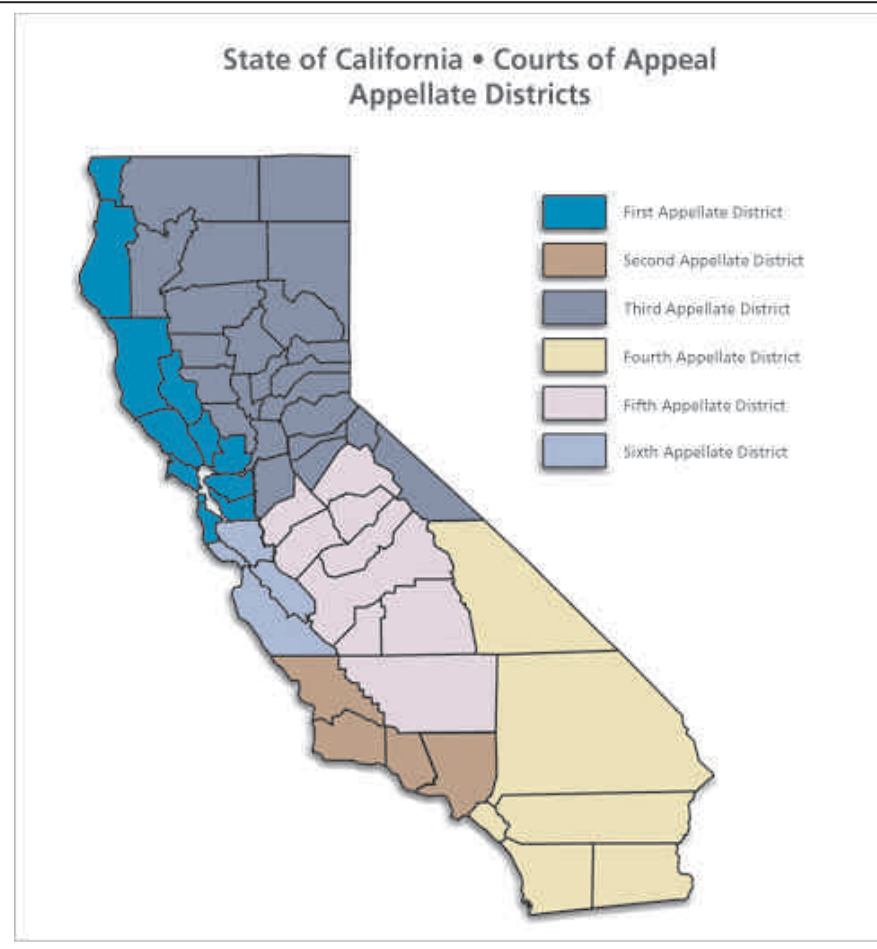 State of California • Courts of Appeal
Appellate Districts
First Appellate District
Second Appellate District
Third Appellate District
Fourth Appellate District
Fifth Appellate District
Sixth Appellate District